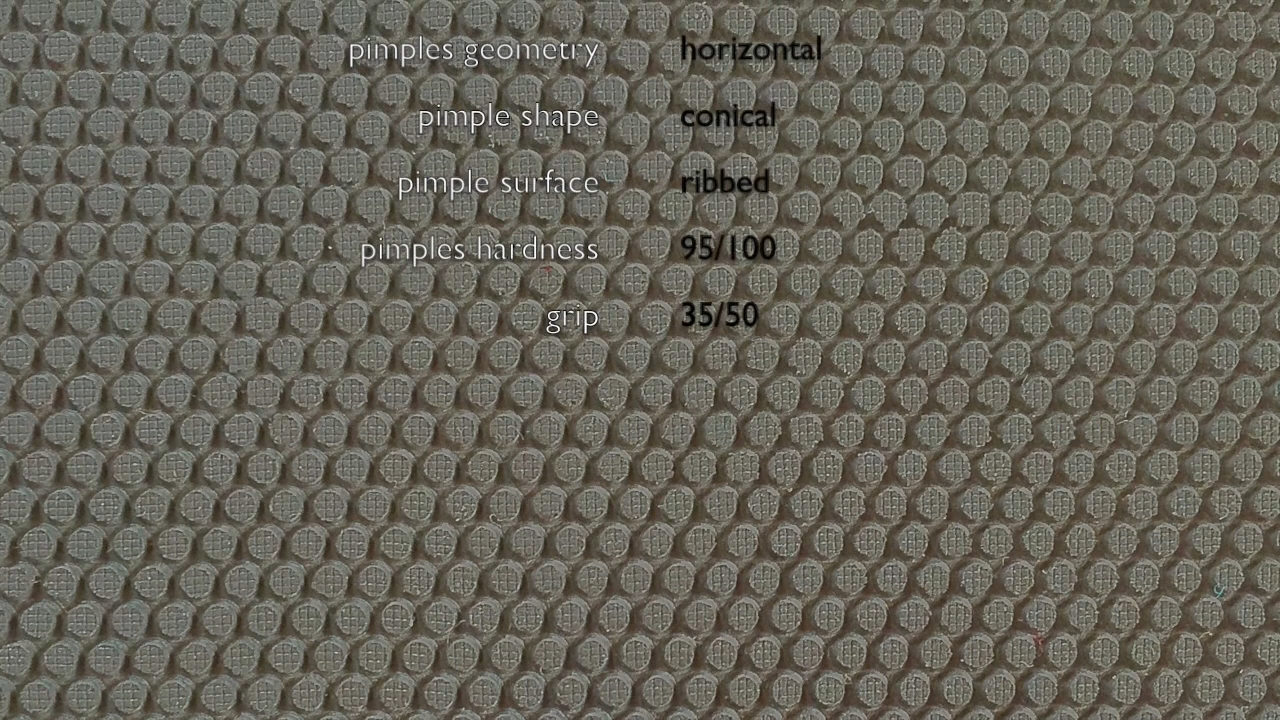 pimples geometry horizontal
pimple shape conical
pimple surface ribbed
pimples hardness 95/100
grip 35/50